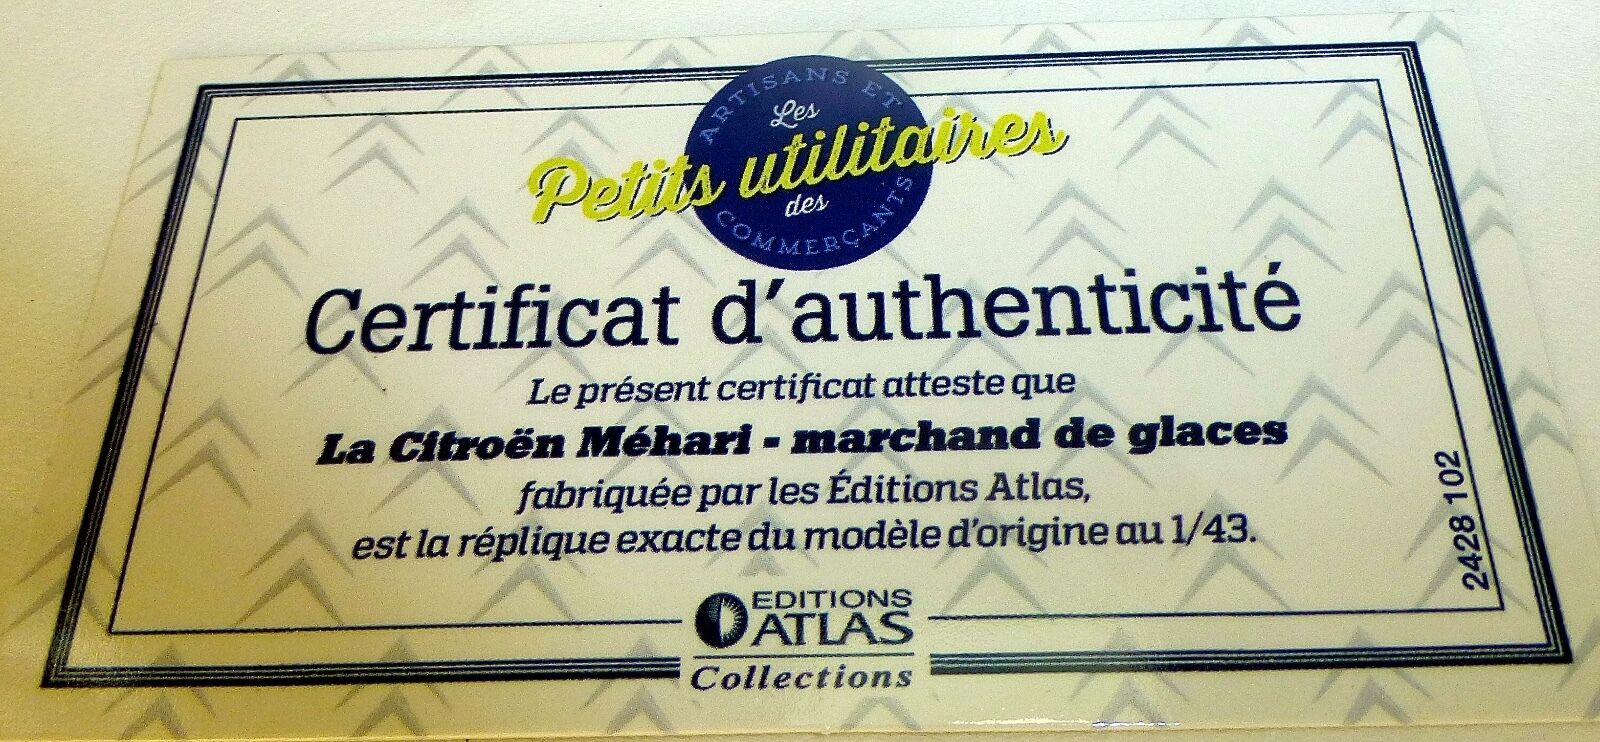 Les
Petits utilitaires
des
ARTISANS ET
COMMERÇANTS
Certificat d'authenticité
Le présent certificat atteste que
La Citroën Méhari - marchand de glaces
fabriquée par les Éditions Atlas,
est la réplique exacte du modèle d'origine au 1/43.
2428 102
EDITIONS
ATLAS
Collections